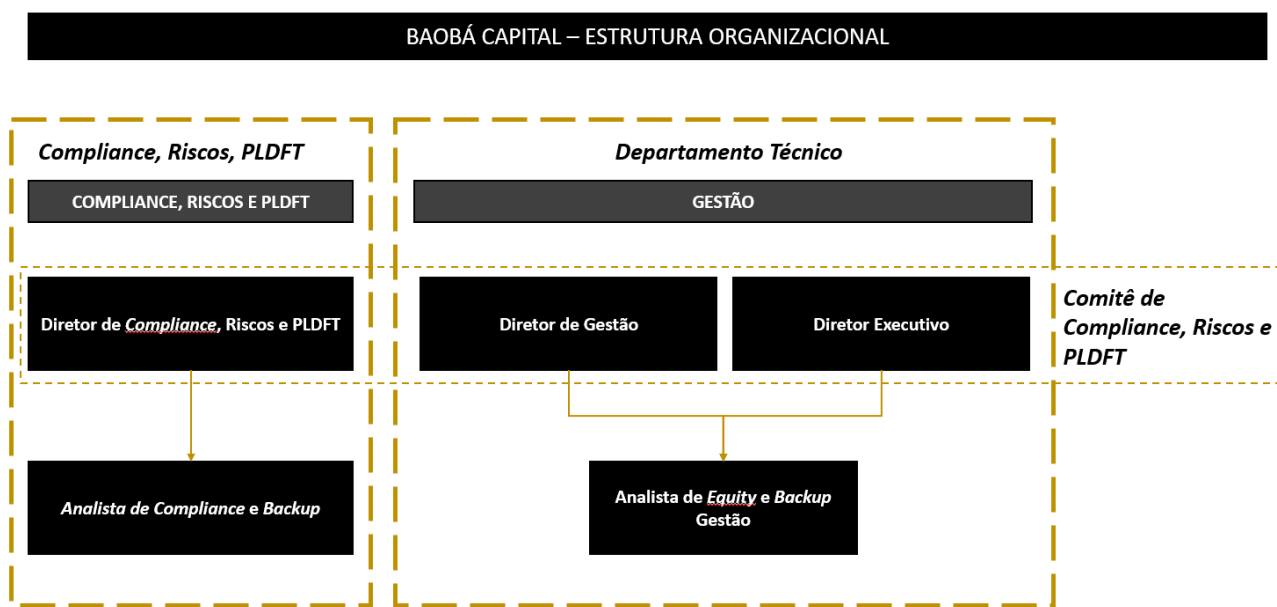 BAOBÁ CAPITAL – ESTRUTURA ORGANIZACIONAL
Compliance, Riscos, PLDFT
COMPLIANCE, RISCOS E PLDFT
Diretor de Compliance, Riscos e PLDFT
Analista de Compliance e Backup
Departamento Técnico
GESTÃO
Diretor de Gestão
Diretor Executivo
Analista de Equity e Backup
Gestão
Comitê de
Compliance, Riscos e
PLDFT